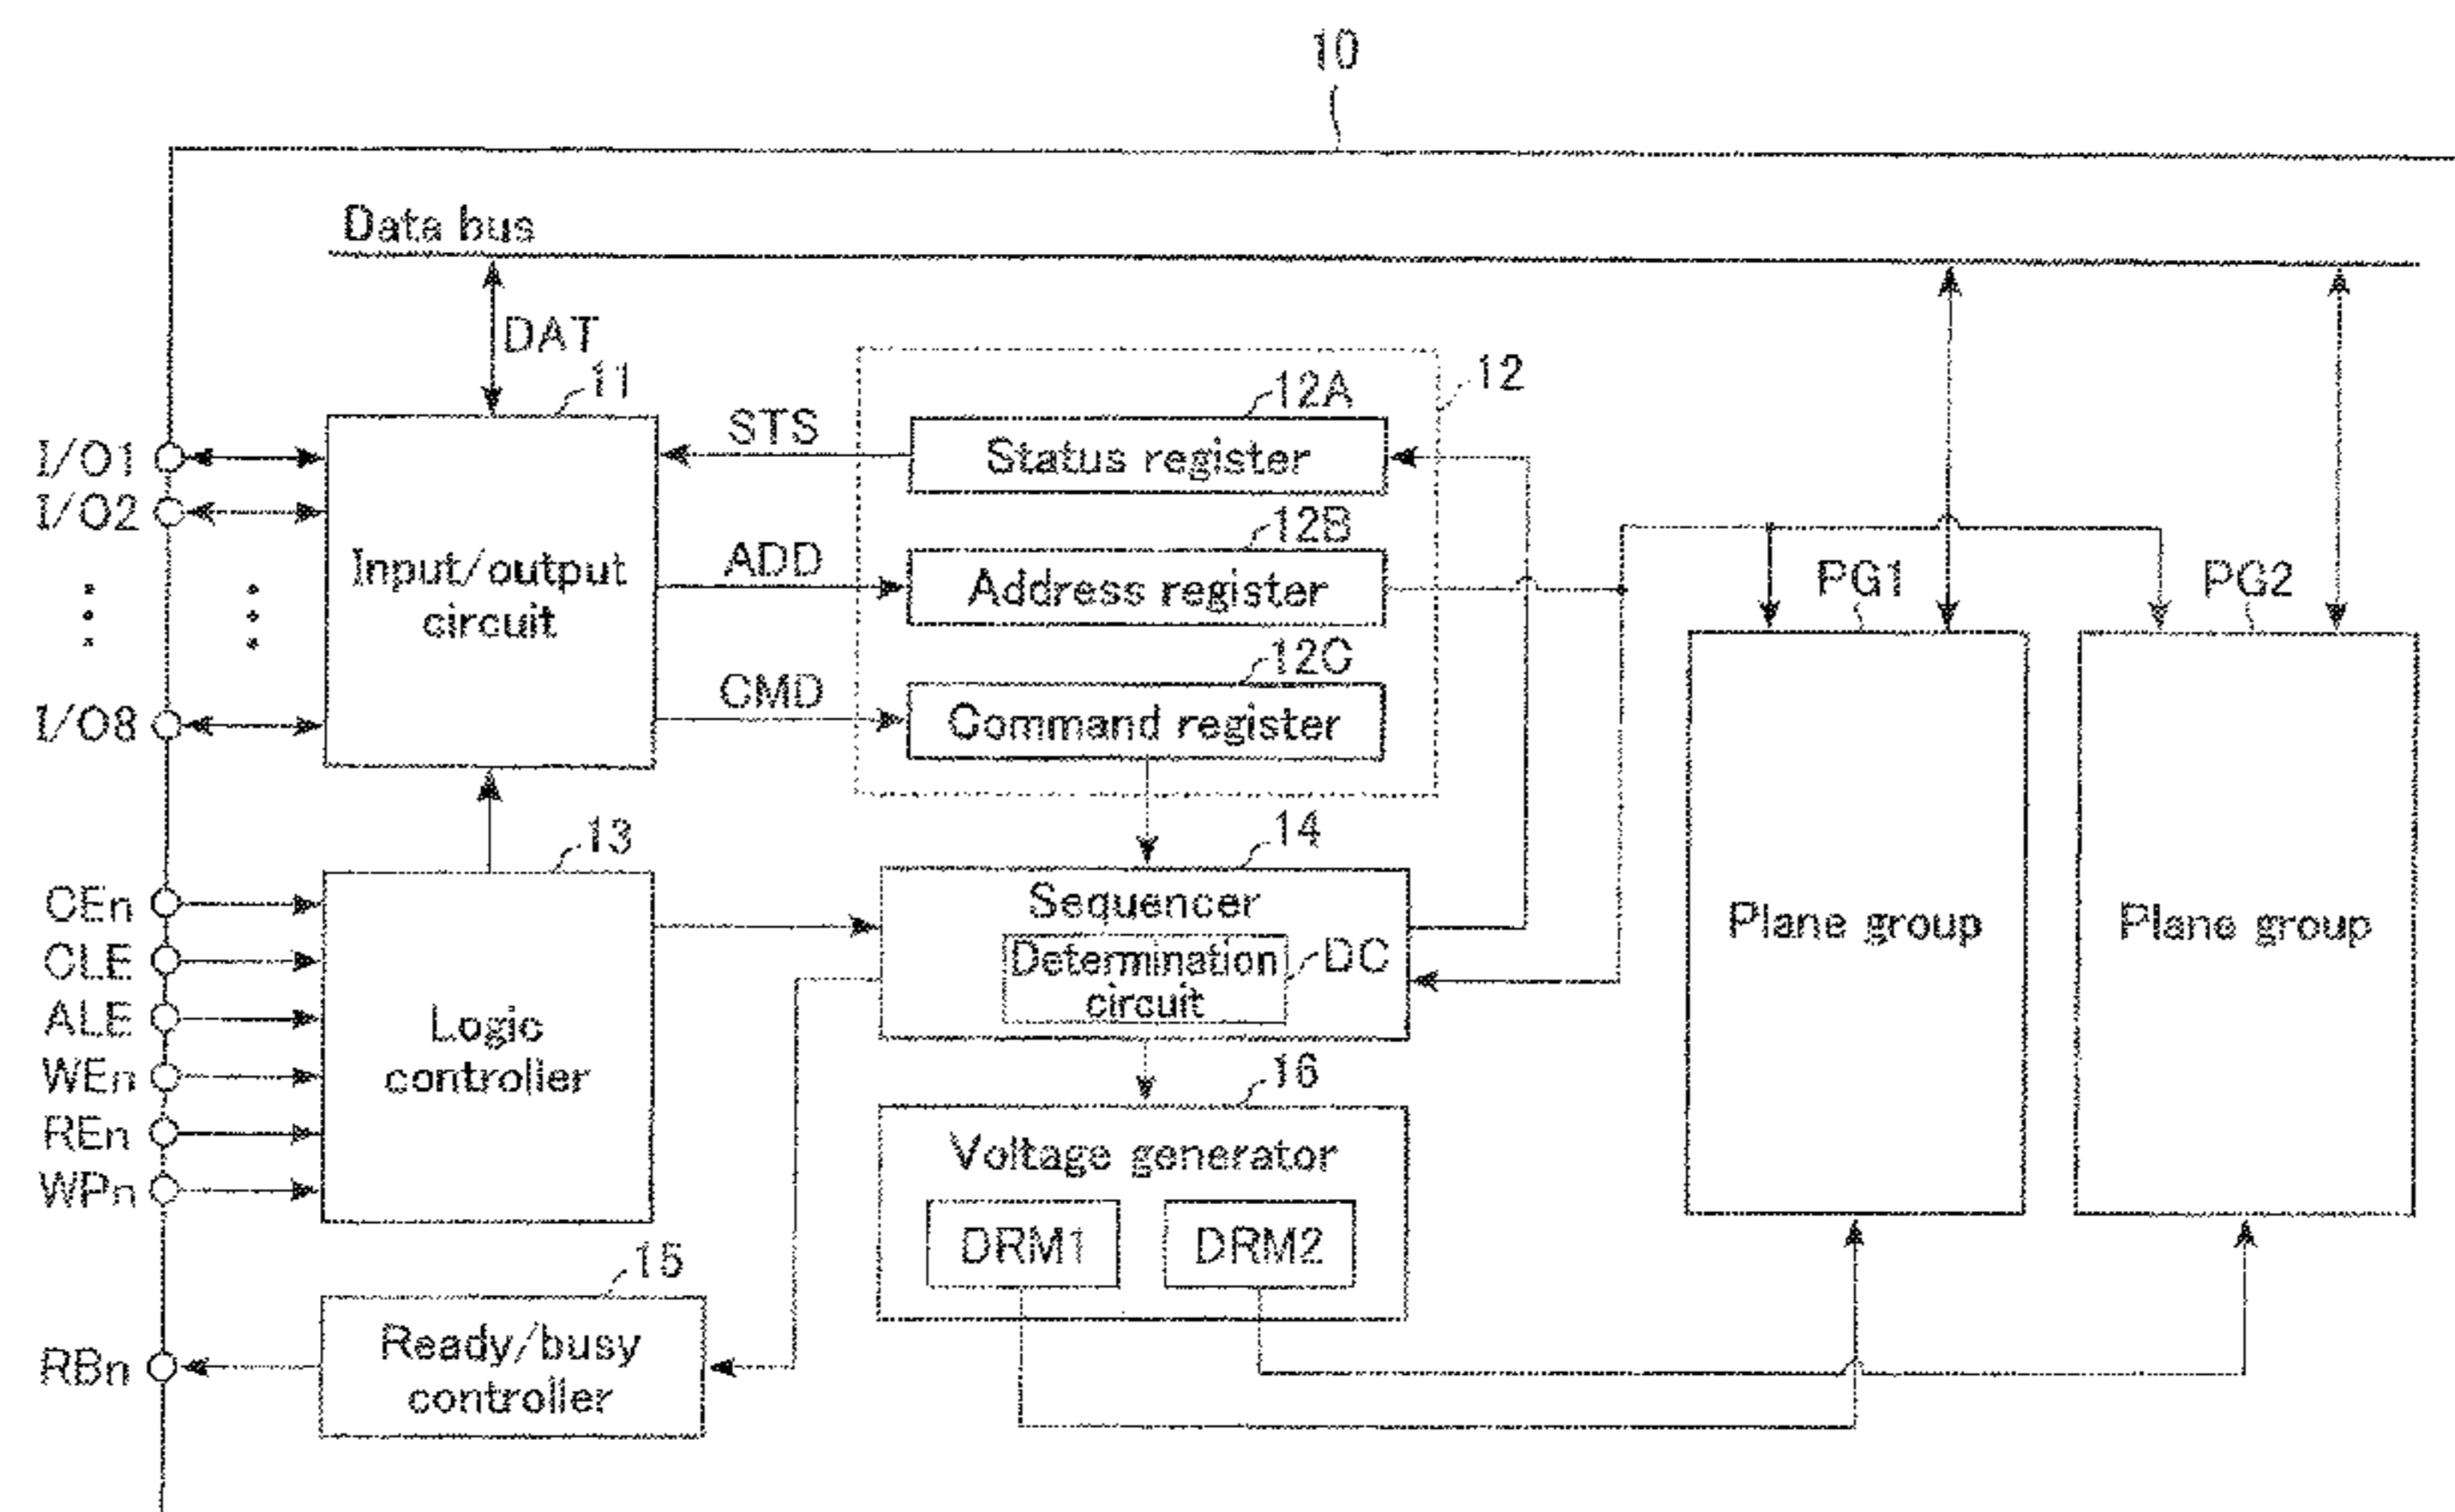 10
Data bus
DAT
11
12
12A
STS
Status register
I/O1
I/O2
12B
ADD
Address register
Input/output
circuit
PG1
PG2
12C
CMD
Command register
I/O8
13
14
CEn
CLE
ALE
WEn
REn
WPn
Logic
controller
Sequencer
Determination
circuit
DC
Plane group
Plane group
16
Voltage generator
DRM1
DRM2
15
Ready/busy
controller
RBn